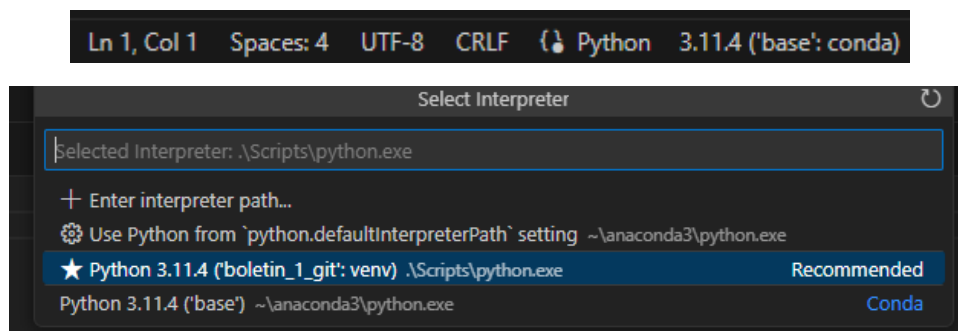 Ln 1, Col 1 Spaces: 4 UTF-8 CRLF Python 3.11.4 ('base': conda)
Select Interpreter
Selected Interpreter: .\Scripts\python.exe
Enter interpreter path...
Use Python from `python.defaultInterpreterPath` setting ~\anaconda3\python.exe
Python 3.11.4 ('boletin_1_git': venv) .\Scripts\python.exe Recommended
Python 3.11.4 ('base') ~\anaconda3\python.exe Conda